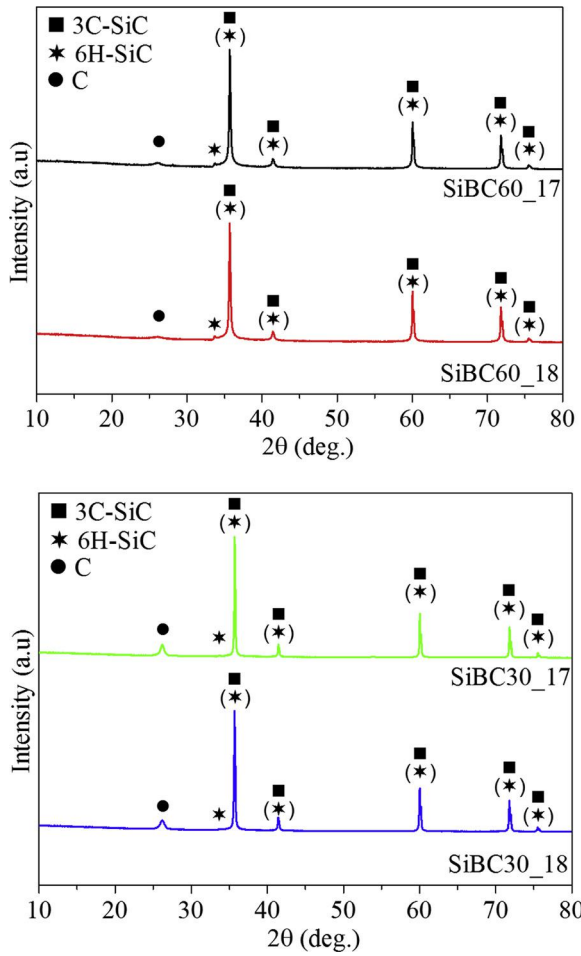 3C-SiC
6H-SiC
C
Intensity (a.u)
( )
( )
( )
( )
( )
SiBC60_17
( )
( )
( )
( )
( )
SiBC60_18
10 20 30 40 50 60 70 80
2θ (deg.)
3C-SiC
6H-SiC
C
Intensity (a.u)
( )
( )
( )
( )
( )
SiBC30_17
( )
( )
( )
( )
( )
SiBC30_18
10 20 30 40 50 60 70 80
2θ (deg.)